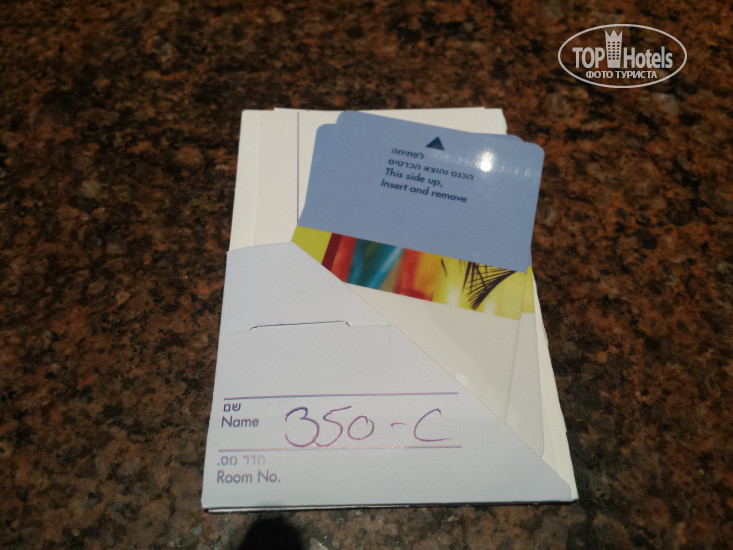 TOP Hotels
ФОТО ТУРИСТА
לפתיחה
הכנס והוצא הכרטיס
This side up,
Insert and remove
שם
Name 350-C
חדר מס.
Room No.